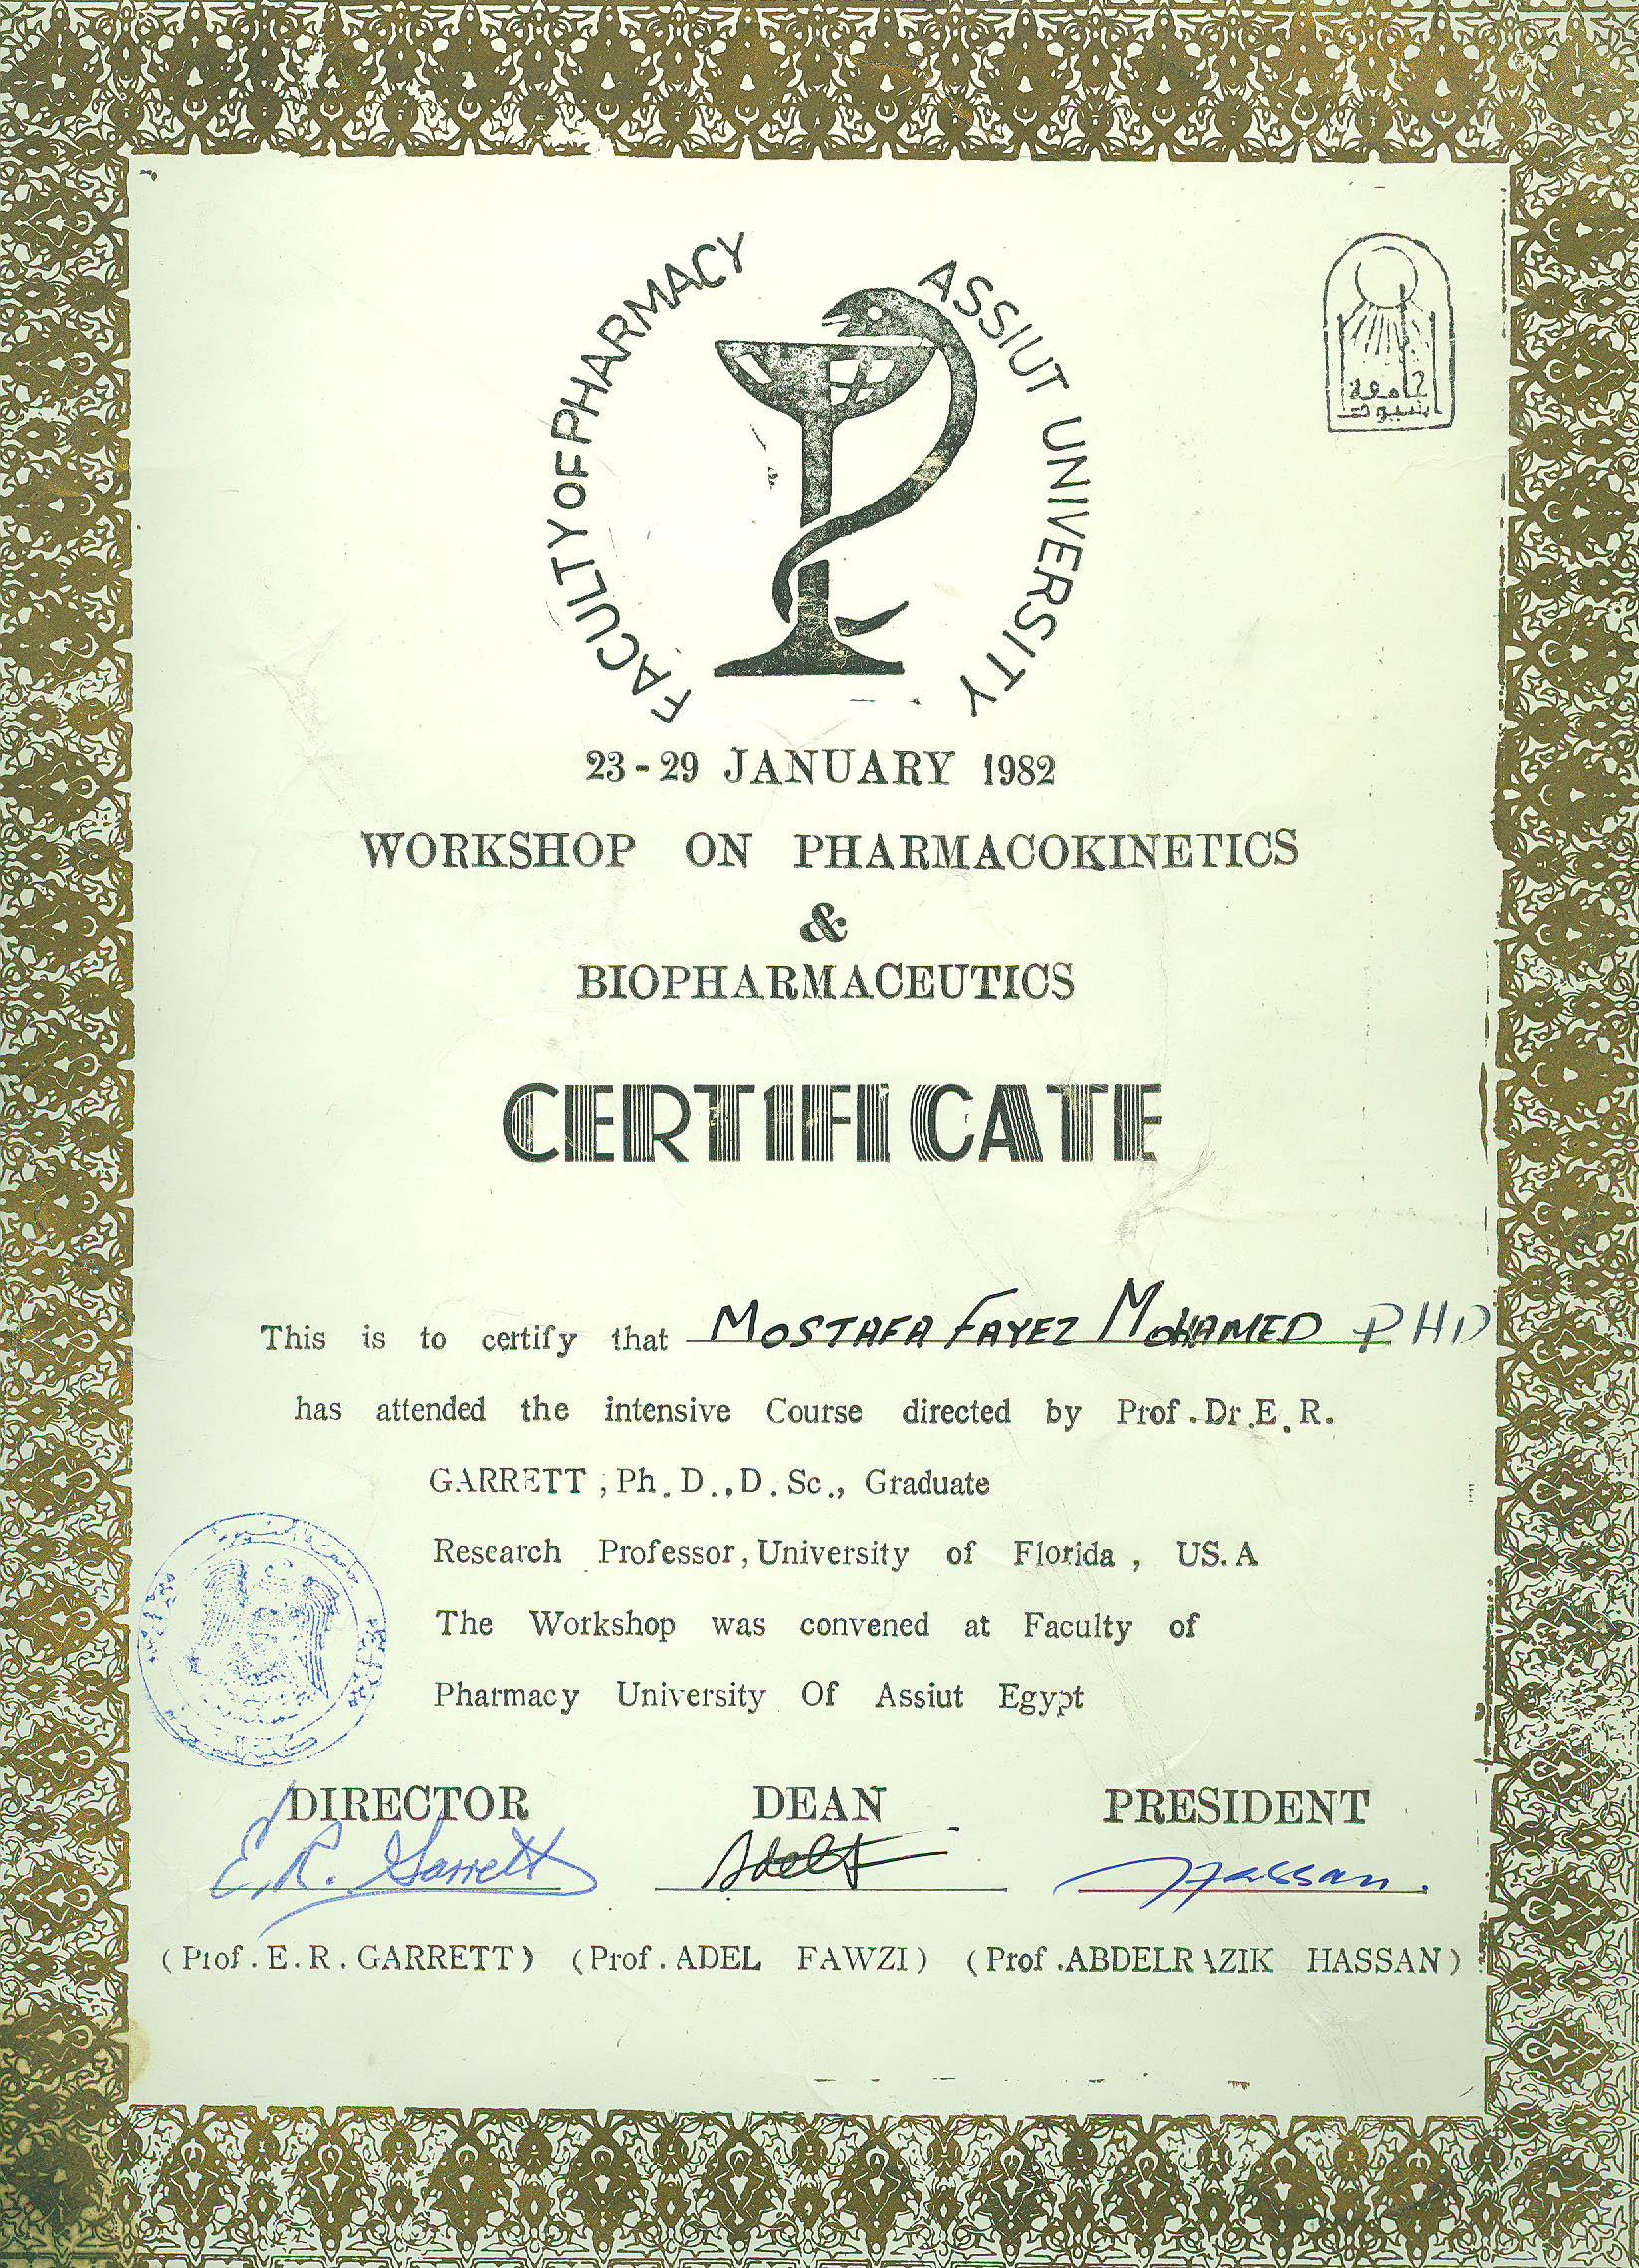 FACULTY OF PHARMACY ASSIUT UNIVERSITY
جامعة
أسيوط
23-29 JANUARY 1982
WORKSHOP ON PHARMACOKINETICS
&
BIOPHARMACEUTICS
CERTIFICATE
This is to certify that MOSTAFA FAYEZ MOHAMED PHD
has attended the intensive Course directed by Prof.Dr.E.R.
GARRETT ; Ph.D.,D.Sc., Graduate
Research Professor, University of Florida , US.A
The Workshop was convened at Faculty of
Pharmacy University Of Assiut Egypt
DIRECTOR DEAN PRESIDENT
E.R. Garrett Adel F Hassan.
(Prof.E.R.GARRETT) (Prof.ADEL FAWZI) (Prof.ABDELRAZIK HASSAN)